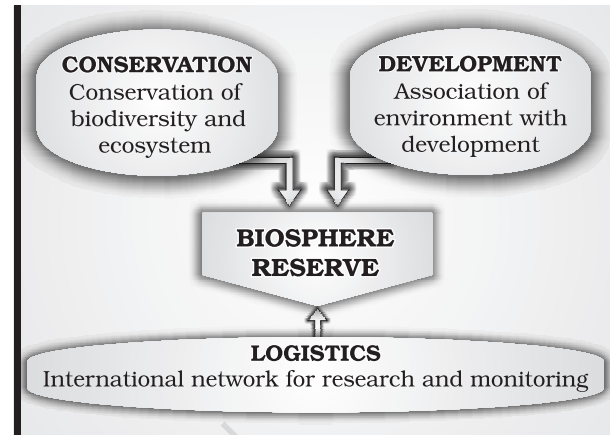 CONSERVATION
Conservation of
biodiversity and
ecosystem
DEVELOPMENT
Association of
environment with
development
BIOSPHERE
RESERVE
LOGISTICS
International network for research and monitoring